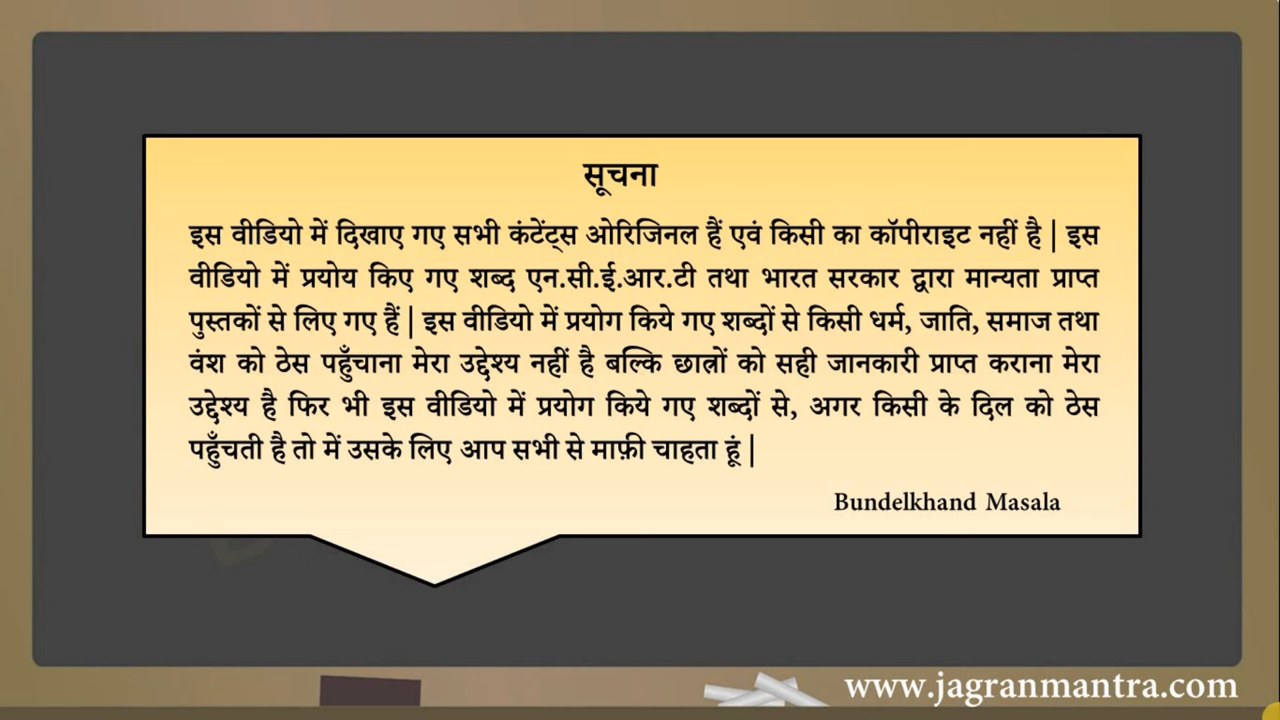 सूचना
इस वीडियो में दिखाए गए सभी कंटेंट्स ओरिजिनल हैं एवं किसी का कॉपीराइट नहीं है | इस
वीडियो में प्रयोय किए गए शब्द एन.सी.ई.आर.टी तथा भारत सरकार द्वारा मान्यता प्राप्त
पुस्तकों से लिए गए हैं | इस वीडियो में प्रयोग किये गए शब्दों से किसी धर्म, जाति, समाज तथा
वंश को ठेस पहुँचाना मेरा उद्देश्य नहीं है बल्कि छात्रों को सही जानकारी प्राप्त कराना मेरा
उद्देश्य है फिर भी इस वीडियो में प्रयोग किये गए शब्दों से, अगर किसी के दिल को ठेस
पहुँचती है तो में उसके लिए आप सभी से माफ़ी चाहता हूं |
Bundelkhand Masala
www.jagranmantra.com